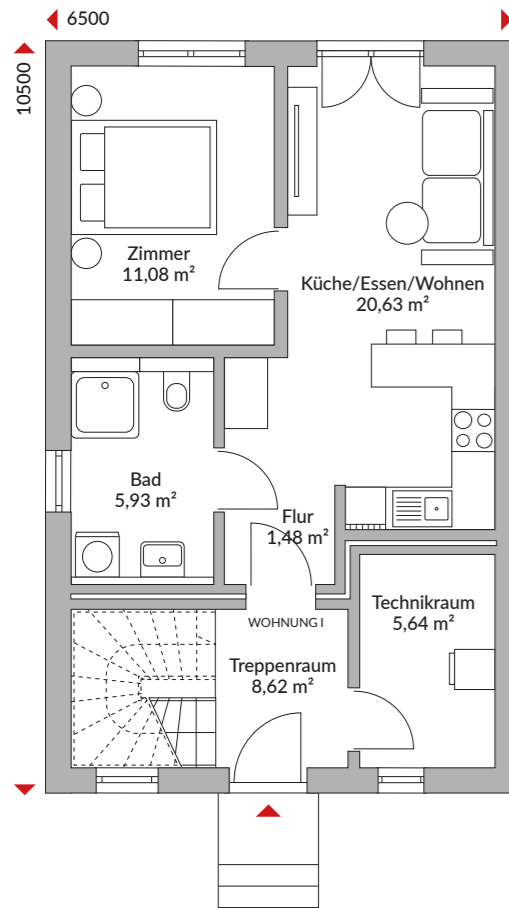 6500
10500
Zimmer
11,08 m²
Küche/Essen/Wohnen
20,63 m²
Bad
5,93 m²
Flur
1,48 m²
WOHNUNG I
Technikraum
5,64 m²
Treppenraum
8,62 m²